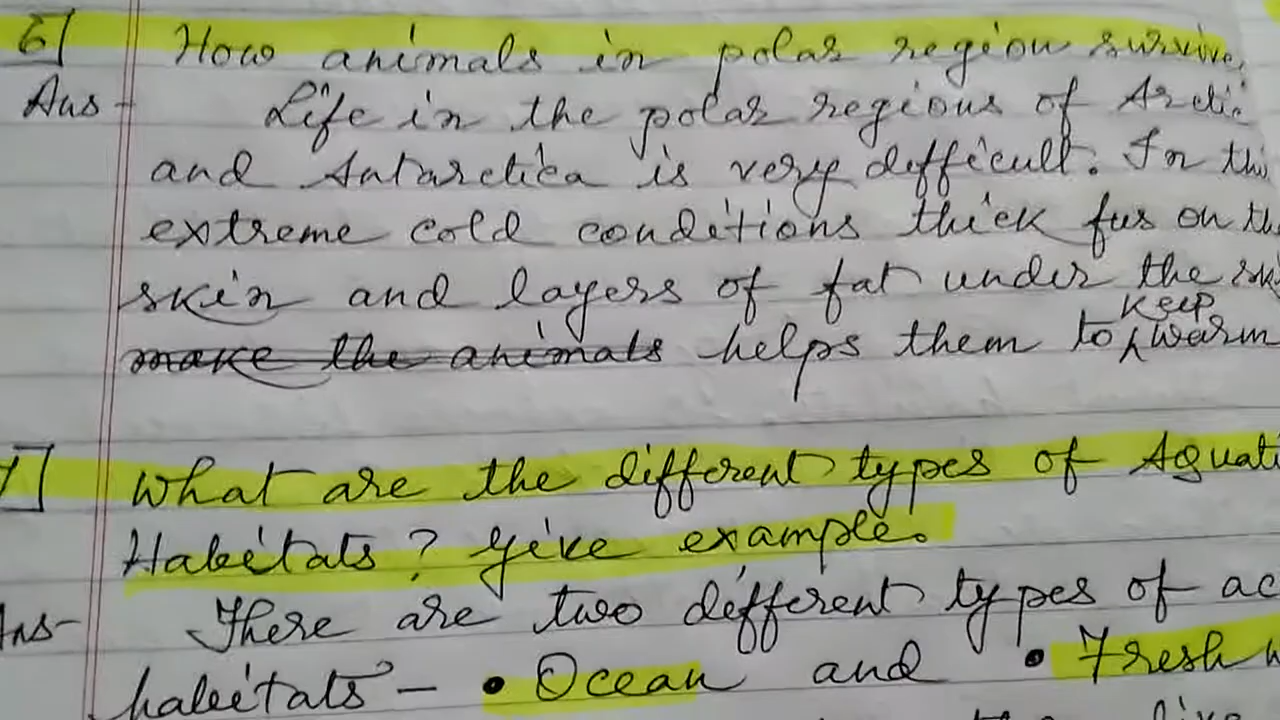 6] How animals in polar region survive.
Ans - Life in the polar regions of Arctic
and Antarctica is very difficult. In this
extreme cold conditions thick fur on the
skin and layers of fat under the
keep
make the animals helps them to warm
7] What are the different types of
Habitats? Give example.
Ans- There are two different types of
habitats - • Ocean and • Fresh